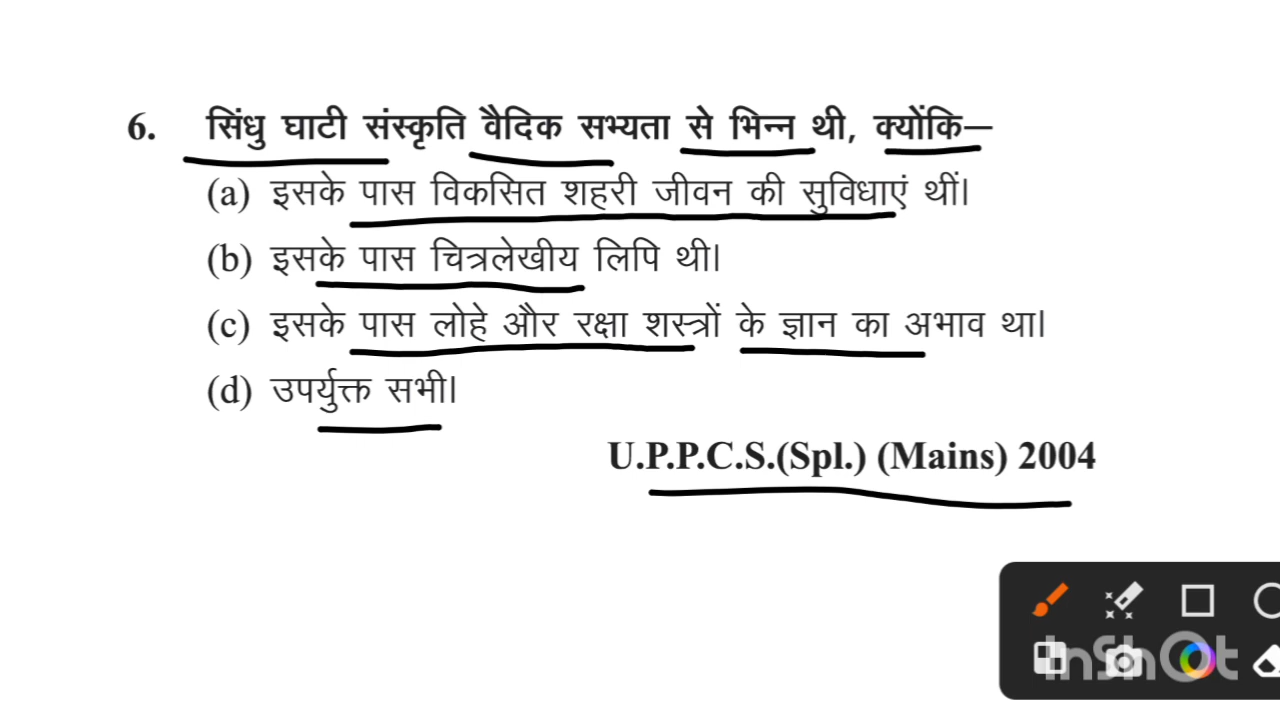 6. सिंधु घाटी संस्कृति वैदिक सभ्यता से भिन्न थी, क्योंकि—
(a) इसके पास विकसित शहरी जीवन की सुविधाएं थीं।
(b) इसके पास चित्रलेखीय लिपि थी।
(c) इसके पास लोहे और रक्षा शस्त्रों के ज्ञान का अभाव था।
(d) उपर्युक्त सभी।
U.P.P.C.S.(Spl.) (Mains) 2004
InShOt